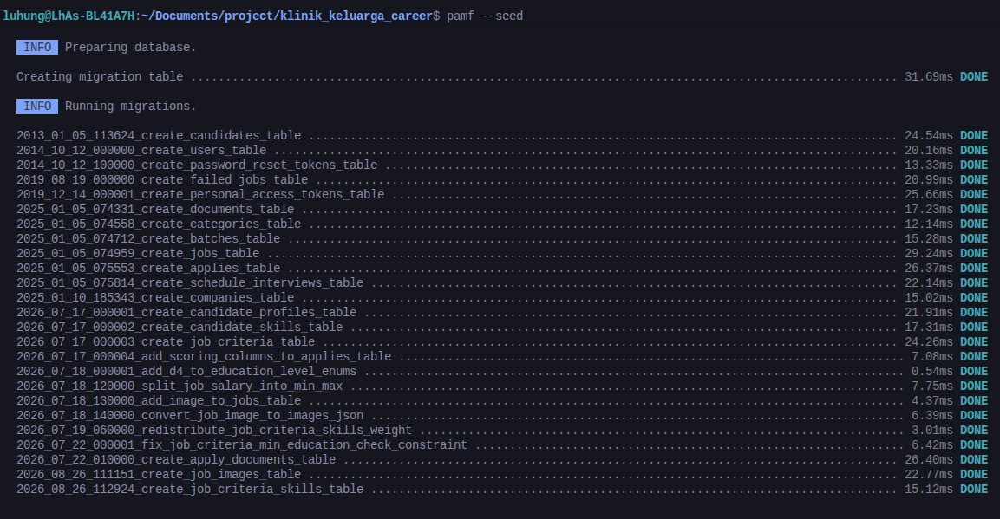 luhung@LhAs-BL41A7H:~/Documents/project/klinik_keluarga_career$ pamf --seed
INFO Preparing database.
Creating migration table ...................................................................................................... 31.69ms DONE
INFO Running migrations.
2013_01_05_113624_create_candidates_table ..................................................................................... 24.54ms DONE
2014_10_12_000000_create_users_table .......................................................................................... 20.16ms DONE
2014_10_12_100000_create_password_reset_tokens_table .......................................................................... 13.33ms DONE
2019_08_19_000000_create_failed_jobs_table .................................................................................... 20.99ms DONE
2019_12_14_000001_create_personal_access_tokens_table ......................................................................... 25.66ms DONE
2025_01_05_074331_create_documents_table ...................................................................................... 17.23ms DONE
2025_01_05_074558_create_categories_table ..................................................................................... 12.14ms DONE
2025_01_05_074712_create_batches_table ........................................................................................ 15.28ms DONE
2025_01_05_074959_create_jobs_table ........................................................................................... 29.24ms DONE
2025_01_05_075553_create_applies_table ........................................................................................ 26.37ms DONE
2025_01_05_075814_create_schedule_interviews_table ............................................................................ 22.14ms DONE
2025_01_10_185343_create_companies_table ...................................................................................... 15.02ms DONE
2026_07_17_000001_create_candidate_profiles_table ............................................................................. 21.91ms DONE
2026_07_17_000002_create_candidate_skills_table ............................................................................... 17.31ms DONE
2026_07_17_000003_create_job_criteria_table ................................................................................... 24.26ms DONE
2026_07_17_000004_add_scoring_columns_to_applies_table ......................................................................... 7.08ms DONE
2026_07_18_000001_add_d4_to_education_level_enums .............................................................................. 0.54ms DONE
2026_07_18_120000_split_job_salary_into_min_max ................................................................................ 7.75ms DONE
2026_07_18_130000_add_image_to_jobs_table ...................................................................................... 4.37ms DONE
2026_07_18_140000_convert_job_image_to_images_json ............................................................................. 6.39ms DONE
2026_07_19_060000_redistribute_job_criteria_skills_weight ...................................................................... 3.01ms DONE
2026_07_22_000001_fix_job_criteria_min_education_check_constraint .............................................................. 6.42ms DONE
2026_07_22_010000_create_apply_documents_table ................................................................................ 26.40ms DONE
2026_08_26_111151_create_job_images_table ..................................................................................... 22.77ms DONE
2026_08_26_112924_create_job_criteria_skills_table ............................................................................ 15.12ms DONE